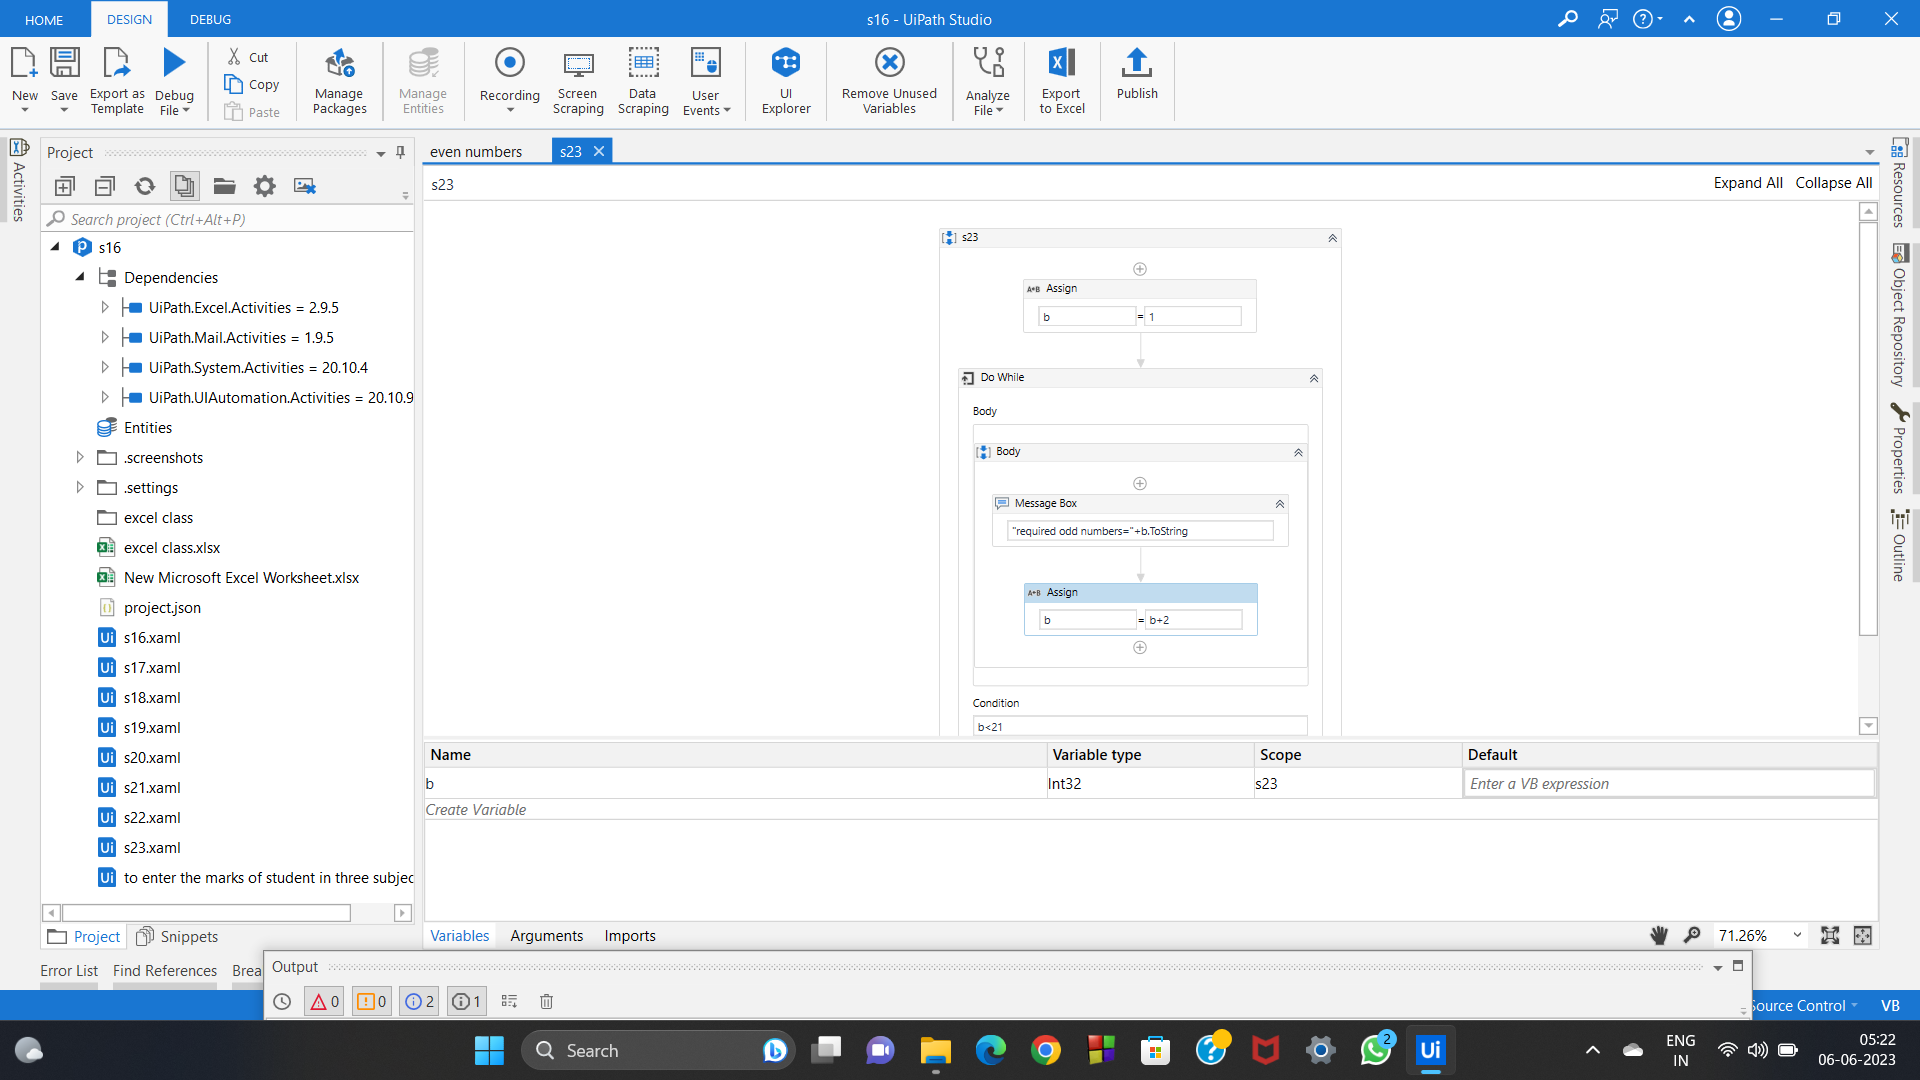 HOME
DESIGN
DEBUG
s16 - UiPath Studio
New
Save
Export as
Template
Debug
File
Cut
Copy
Paste
Manage
Packages
Manage
Entities
Recording
Screen
Scraping
Data
Scraping
User
Events
UI
Explorer
Remove Unused
Variables
Analyze
File
Export
to Excel
Publish
Activities
Project
Search project (Ctrl+Alt+P)
s16
Dependencies
UiPath.Excel.Activities = 2.9.5
UiPath.Mail.Activities = 1.9.5
UiPath.System.Activities = 20.10.4
UiPath.UIAutomation.Activities = 20.10.9
Entities
.screenshots
.settings
excel class
excel class.xlsx
New Microsoft Excel Worksheet.xlsx
project.json
s16.xaml
s17.xaml
s18.xaml
s19.xaml
s20.xaml
s21.xaml
s22.xaml
s23.xaml
to enter the marks of student in three subjec
Project
Snippets
even numbers
s23
s23
Expand All
Collapse All
s23
A+B Assign
b = 1
Do While
Body
Body
Message Box
"required odd numbers="+b.ToString
A+B Assign
b = b+2
Condition
b<21
Name
Variable type
Scope
Default
b
Int32
s23
Enter a VB expression
Create Variable
Variables
Arguments
Imports
71.26%
Resources
Object Repository
Properties
Outline
Error List
Find References
Brea
Output
0
0
2
1
Source Control
VB
Search
2
Ui
ENG
IN
05:22
06-06-2023